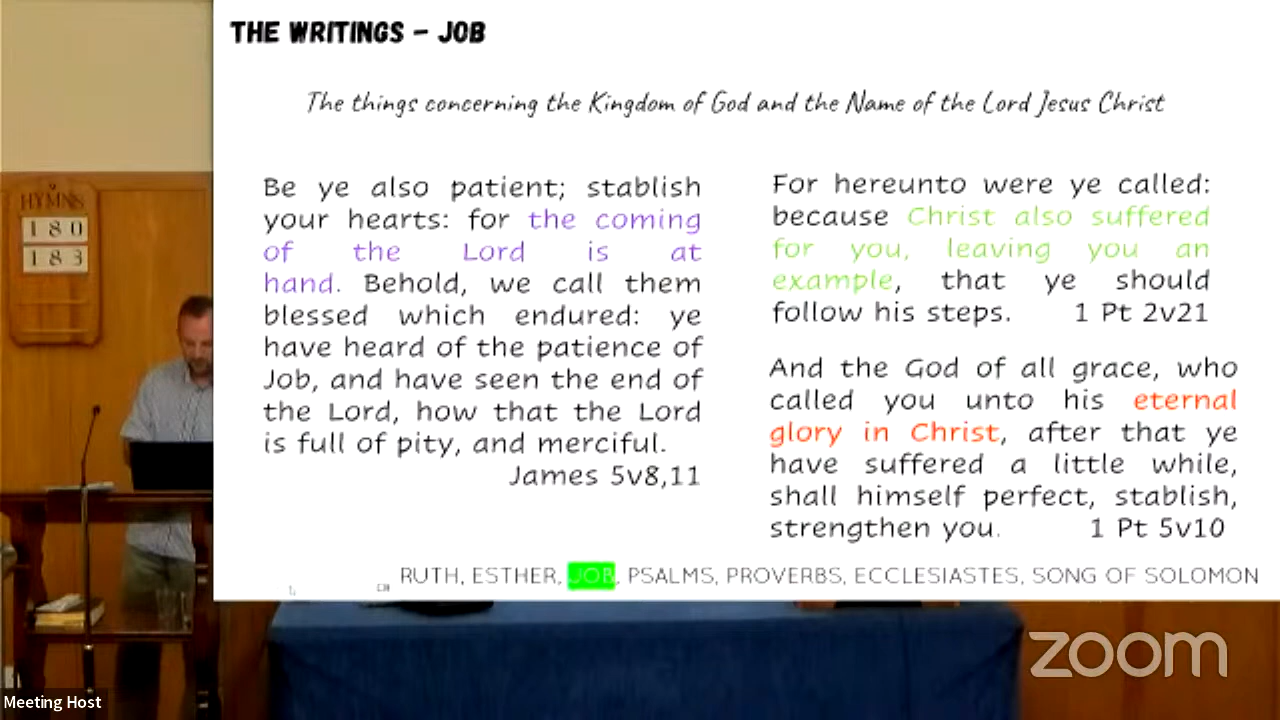 THE WRITINGS – JOB
The things concerning the Kingdom of God and the Name of the Lord Jesus Christ
Be ye also patient; stablish
your hearts: for the coming
of the Lord is at
hand. Behold, we call them
blessed which endured: ye
have heard of the patience of
Job, and have seen the end of
the Lord, how that the Lord
is full of pity, and merciful.
James 5v8,11
For hereunto were ye called:
because Christ also suffered
for you, leaving you an
example, that ye should
follow his steps. 1 Pt 2v21
And the God of all grace, who
called you unto his eternal
glory in Christ, after that ye
have suffered a little while,
shall himself perfect, stablish,
strengthen you. 1 Pt 5v10
RUTH, ESTHER, JOB, PSALMS, PROVERBS, ECCLESIASTES, SONG OF SOLOMON
HYMNS
180
183
zoom
Meeting Host